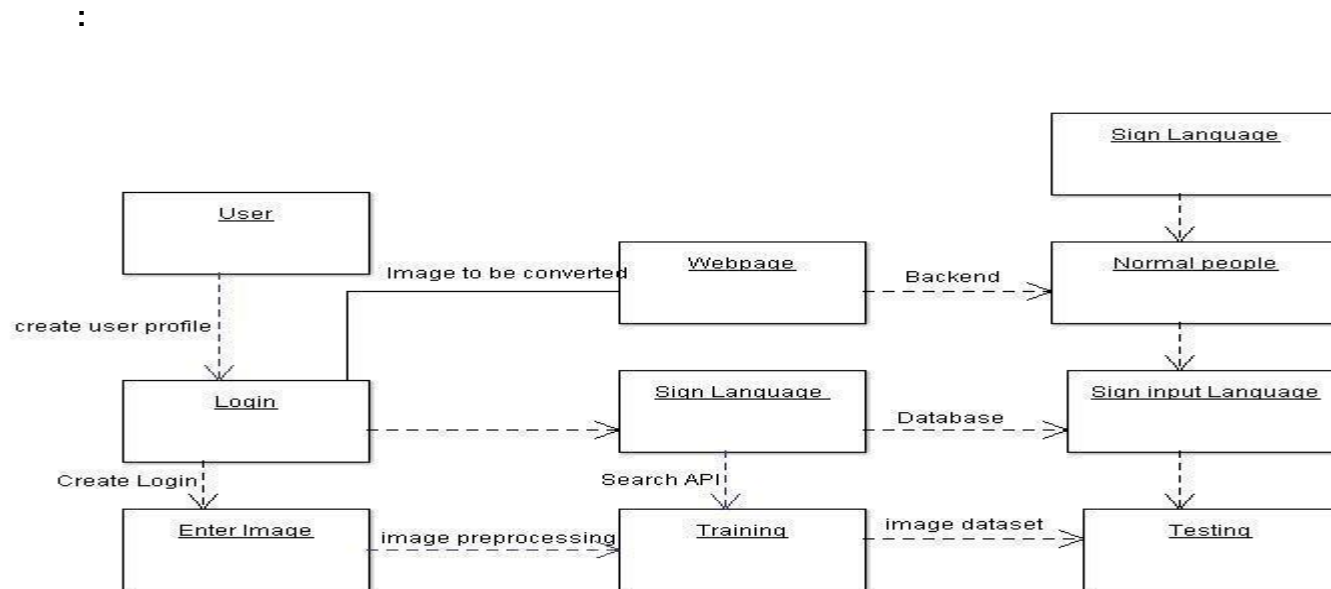 :
Sign Language
User
Image to be converted
Webpage
Backend
Normal people
create user profile
Login
Sign Language
Database
Sign input Language
Create Login
Search API
Enter Image
image preprocessing
Training
image dataset
Testing